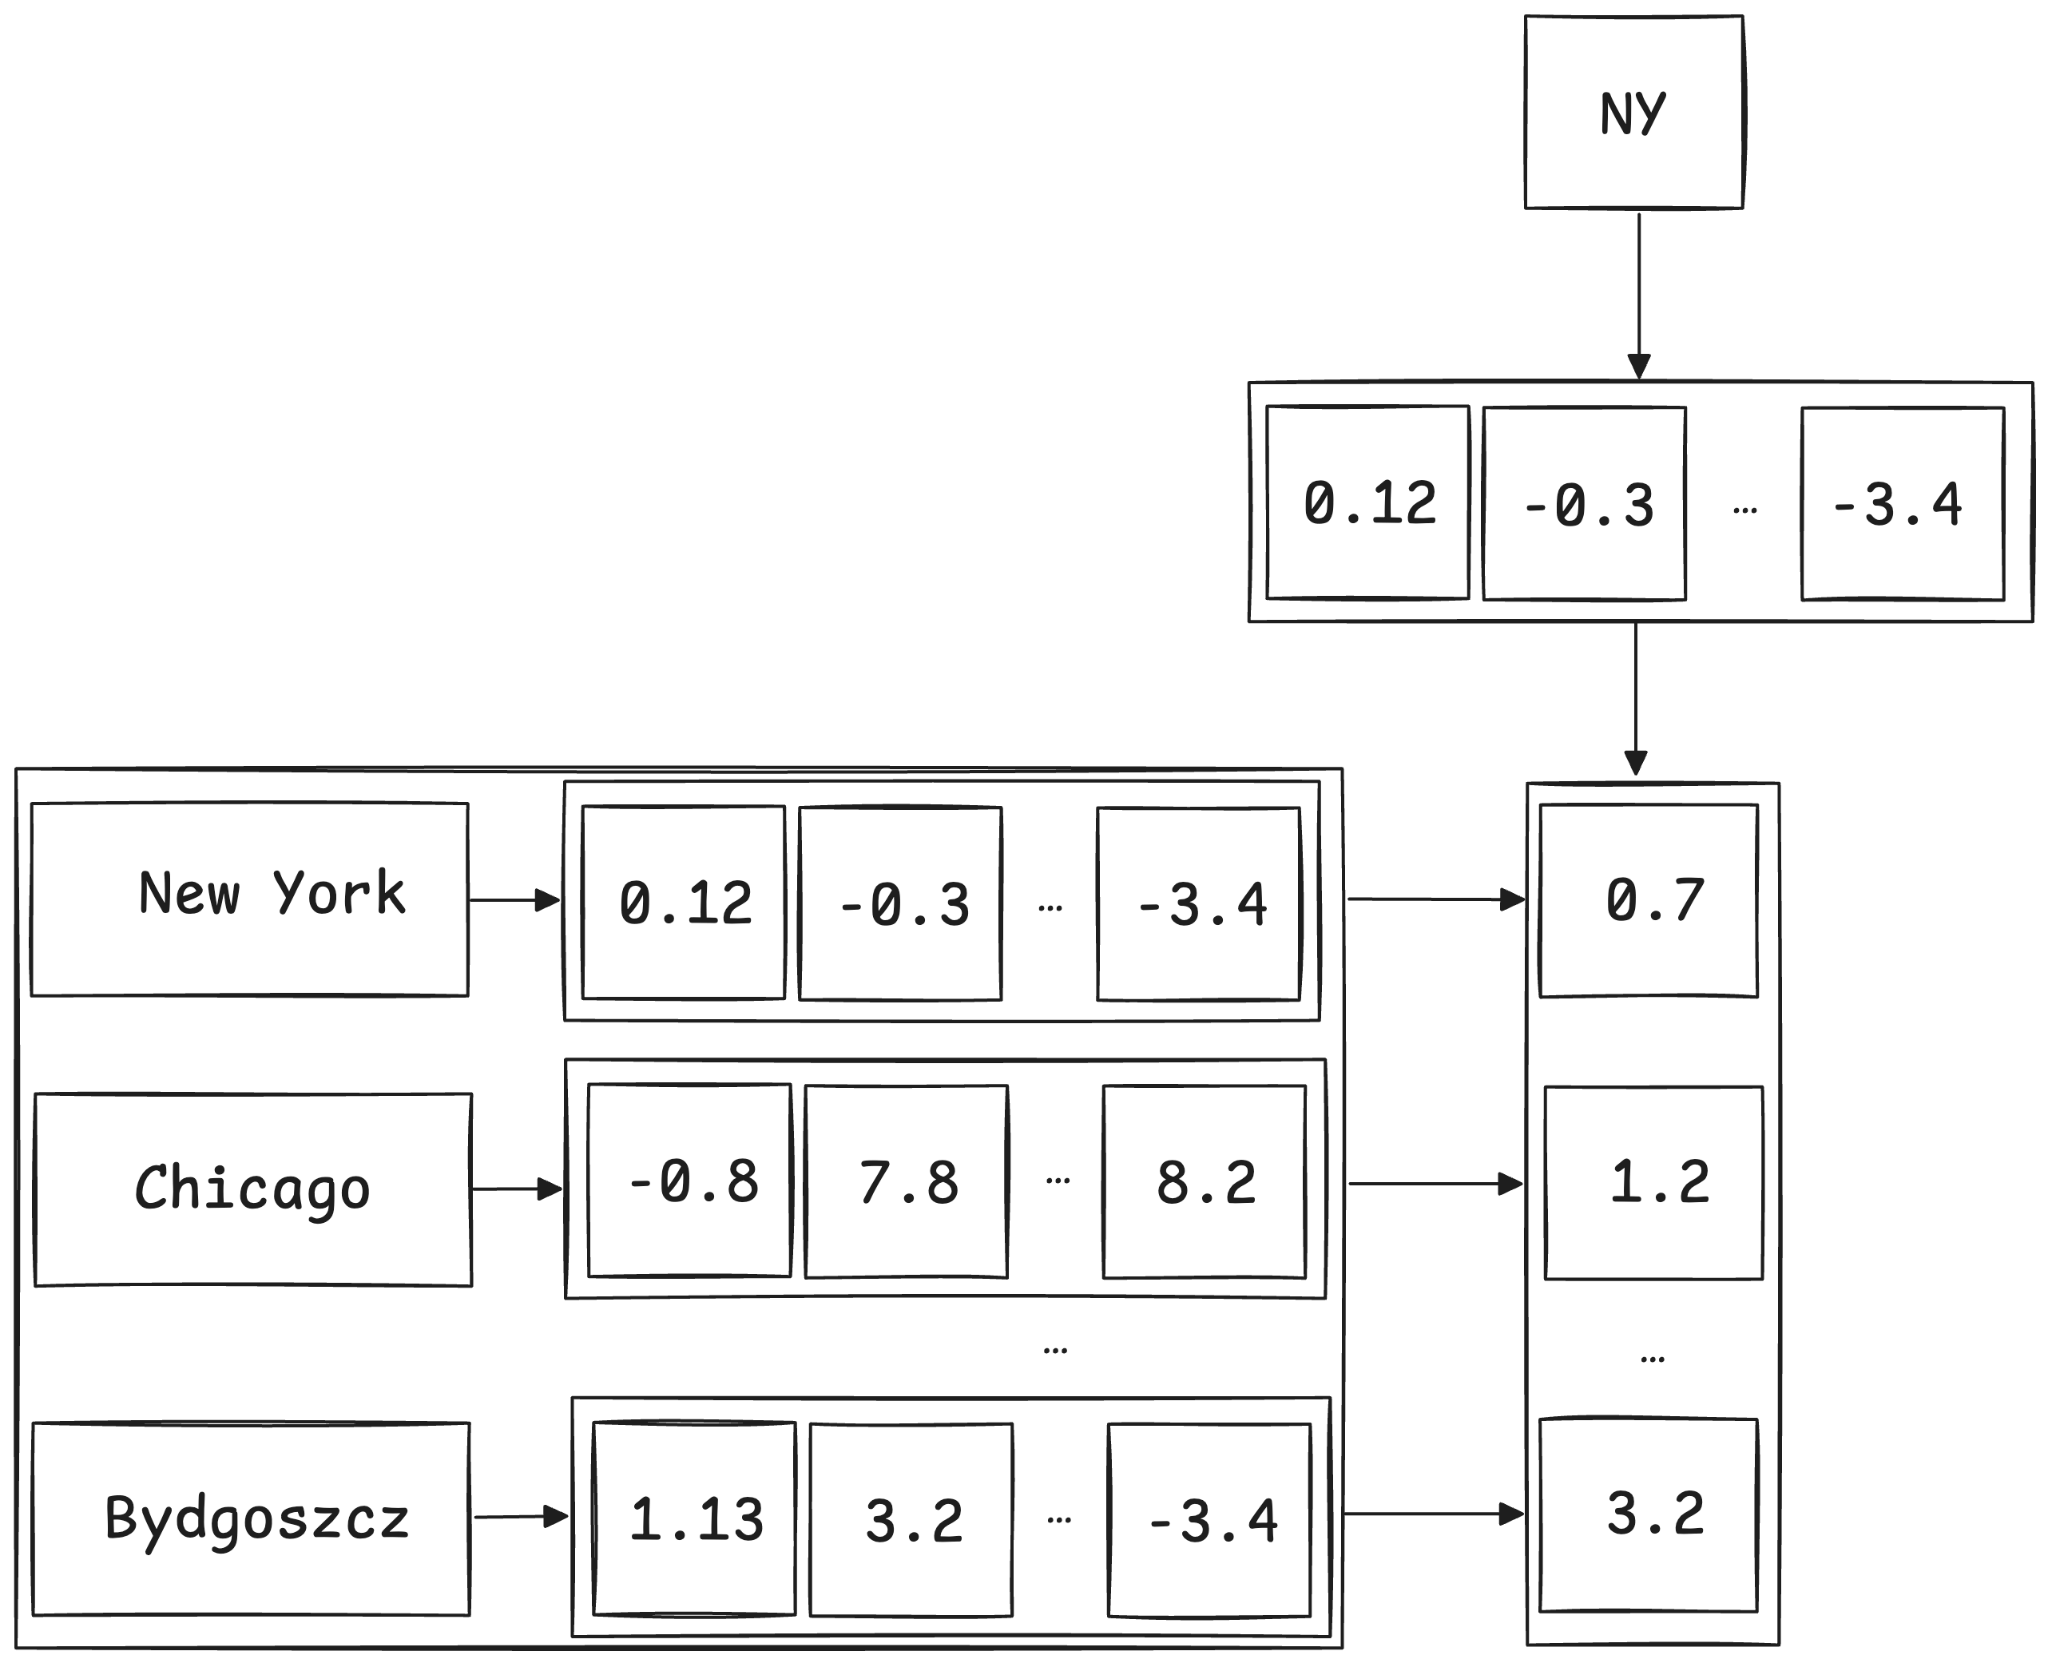 NY
0.12 -0.3 ... -3.4
New York 0.12 -0.3 ... -3.4 0.7
Chicago -0.8 7.8 ... 8.2 1.2
... ...
Bydgoszcz 1.13 3.2 ... -3.4 3.2